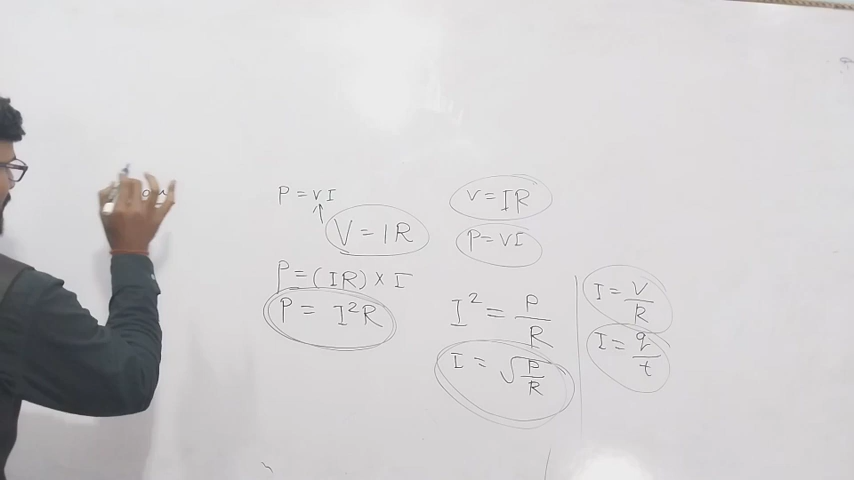 P = VI
V = IR
P = (IR) × I
P = I²R
V = IR
P = VI
I² = P/R
I = √P/R
I = V/R
I = q/t